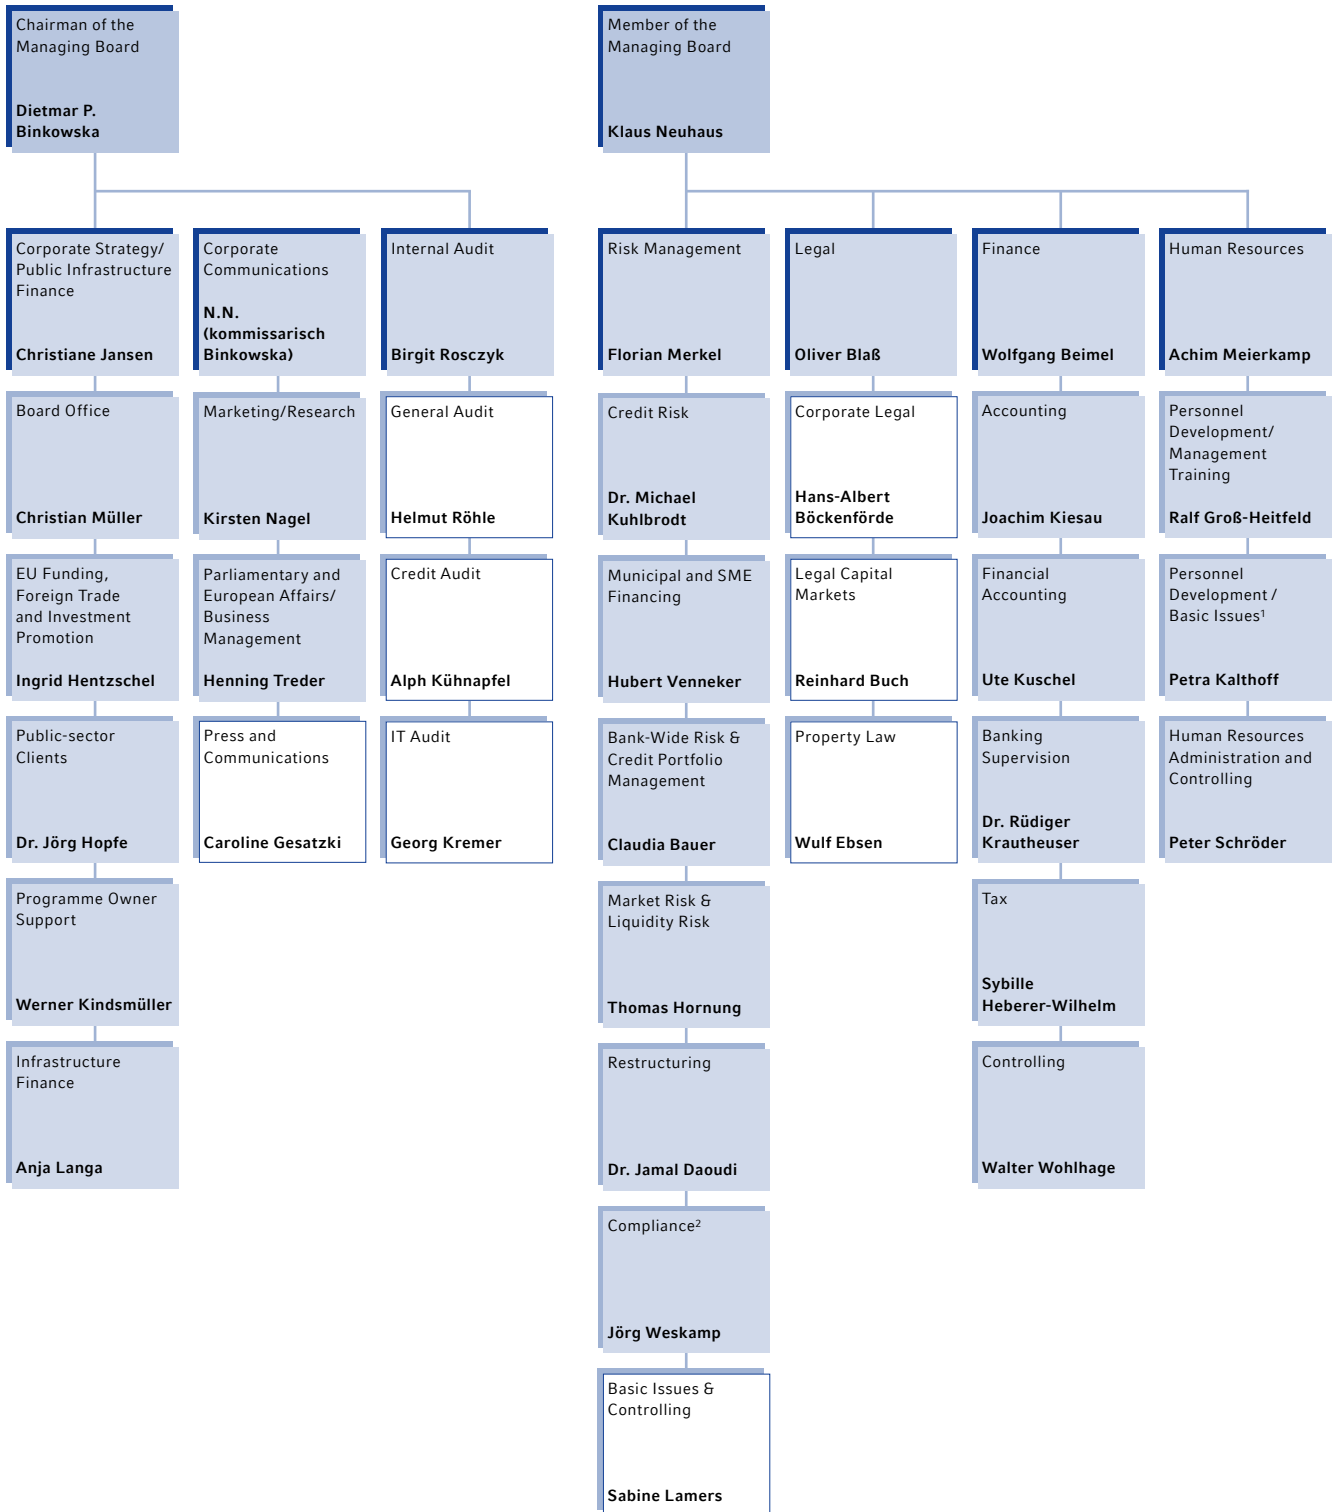 Chairman of the
Managing Board
Dietmar P.
Binkowska
Member of the
Managing Board
Klaus Neuhaus
Corporate Strategy/
Public Infrastructure
Finance
Christiane Jansen
Corporate
Communications
N.N.
(kommissarisch
Binkowska)
Internal Audit
Birgit Rosczyk
Risk Management
Florian Merkel
Legal
Oliver Blaß
Finance
Wolfgang Beimel
Human Resources
Achim Meierkamp
Board Office
Christian Müller
Marketing/Research
Kirsten Nagel
General Audit
Helmut Röhle
Credit Risk
Dr. Michael
Kuhlbrodt
Corporate Legal
Hans-Albert
Böckenförde
Accounting
Joachim Kiesau
Personnel
Development/
Management
Training
Ralf Groß-Heitfeld
EU Funding,
Foreign Trade
and Investment
Promotion
Ingrid Hentzschel
Parliamentary and
European Affairs/
Business
Management
Henning Treder
Credit Audit
Alph Kühnapfel
Municipal and SME
Financing
Hubert Venneker
Legal Capital
Markets
Reinhard Buch
Financial
Accounting
Ute Kuschel
Personnel
Development /
Basic Issues¹
Petra Kalthoff
Public-sector
Clients
Dr. Jörg Hopfe
Press and
Communications
Caroline Gesatzki
IT Audit
Georg Kremer
Bank-Wide Risk &
Credit Portfolio
Management
Claudia Bauer
Property Law
Wulf Ebsen
Banking
Supervision
Dr. Rüdiger
Krautheuser
Human Resources
Administration and
Controlling
Peter Schröder
Programme Owner
Support
Werner Kindsmüller
Market Risk &
Liquidity Risk
Thomas Hornung
Tax
Sybille
Heberer-Wilhelm
Infrastructure
Finance
Anja Langa
Restructuring
Dr. Jamal Daoudi
Controlling
Walter Wohlhage
Compliance²
Jörg Weskamp
Basic Issues &
Controlling
Sabine Lamers